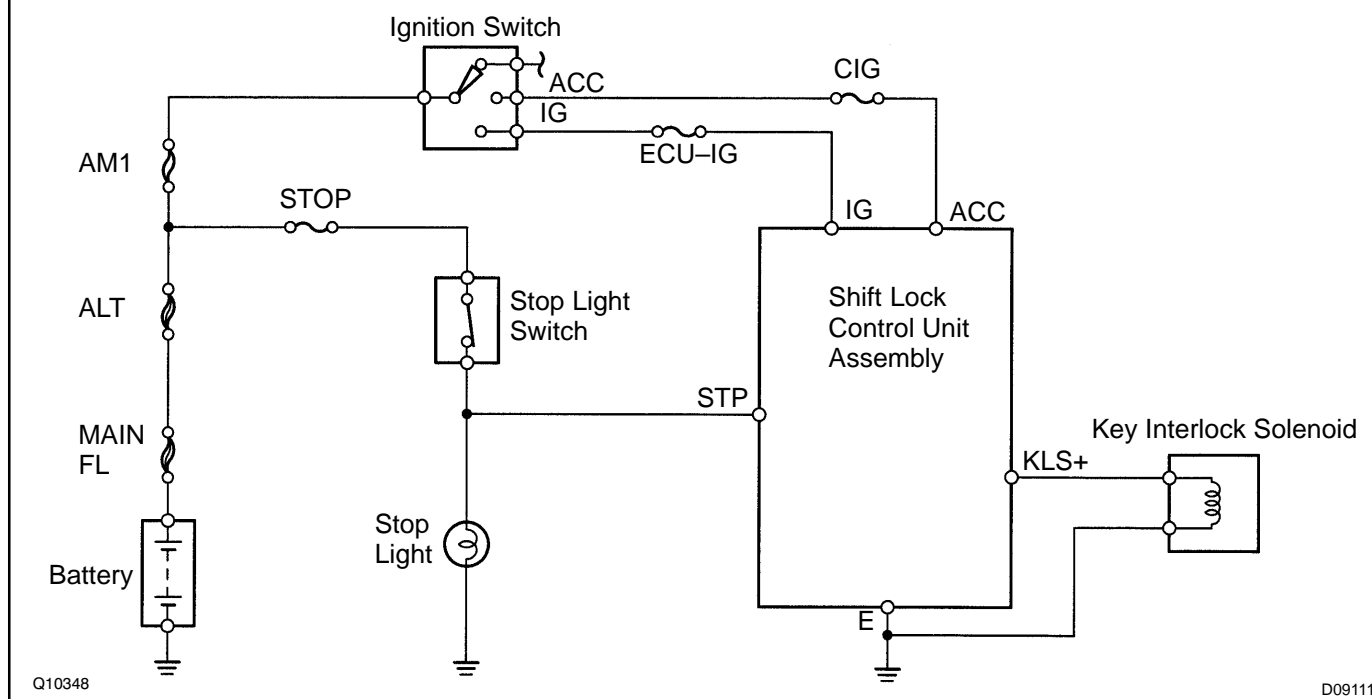 Ignition Switch
CIG
ACC
IG
AM1
ECU–IG
STOP
IG
ACC
ALT
Stop Light
Switch
Shift Lock
Control Unit
Assembly
STP
MAIN
FL
Key Interlock Solenoid
KLS+
Stop
Light
Battery
E
Q10348
D09111